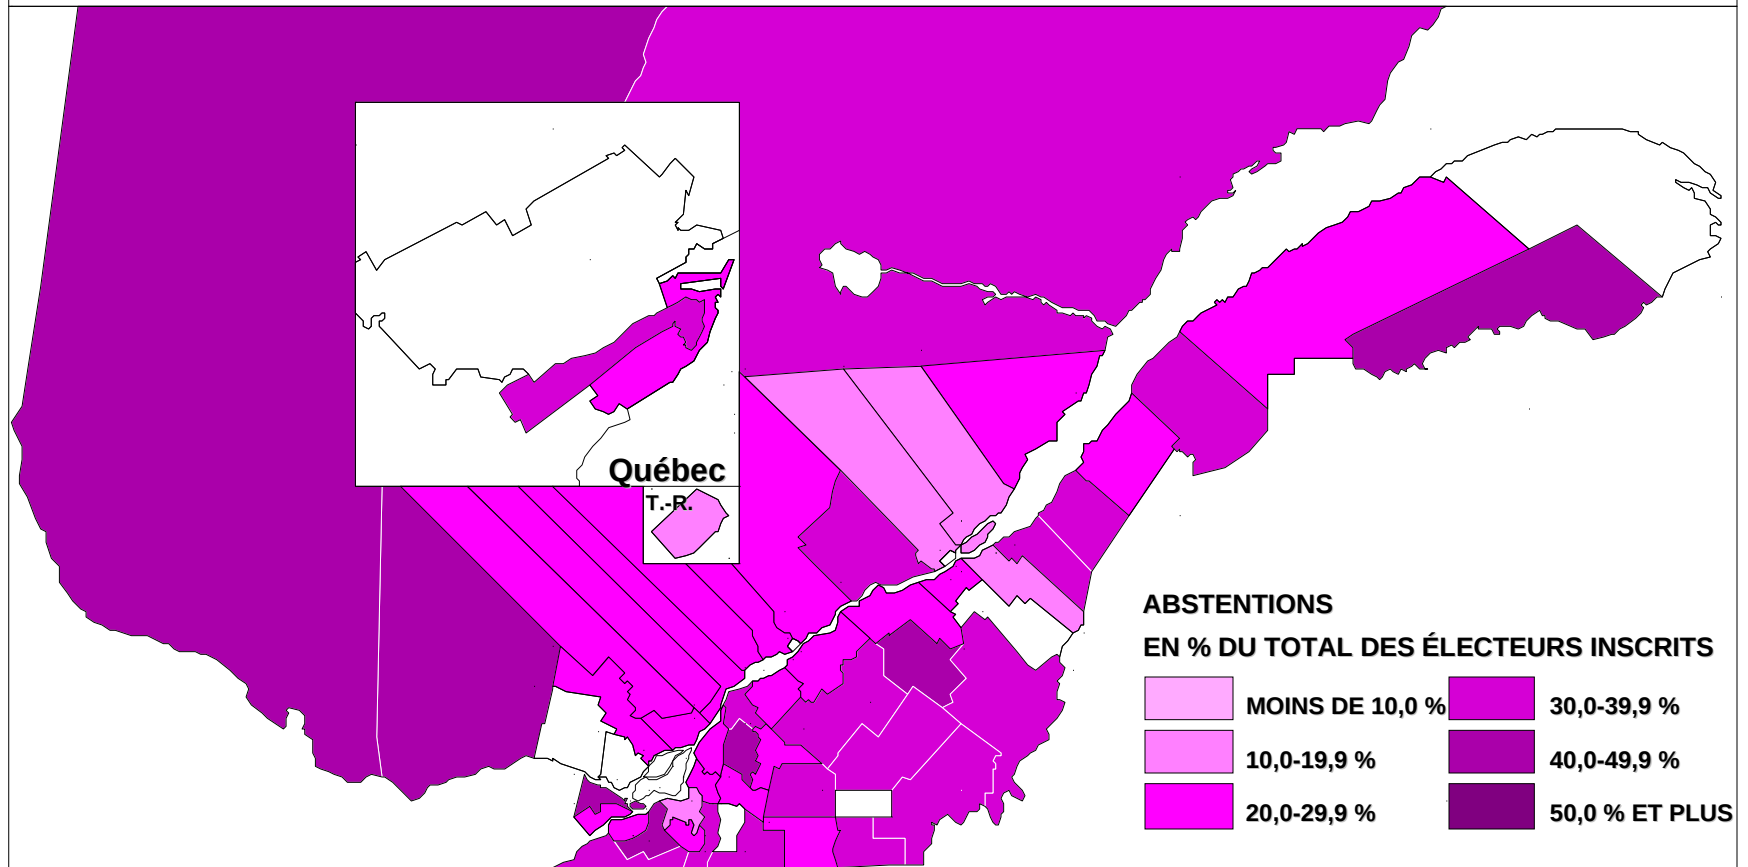 Québec
T.-R.
ABSTENTIONS
EN % DU TOTAL DES ÉLECTEURS INSCRITS
MOINS DE 10,0 %
30,0-39,9 %
10,0-19,9 %
40,0-49,9 %
20,0-29,9 %
50,0 % ET PLUS